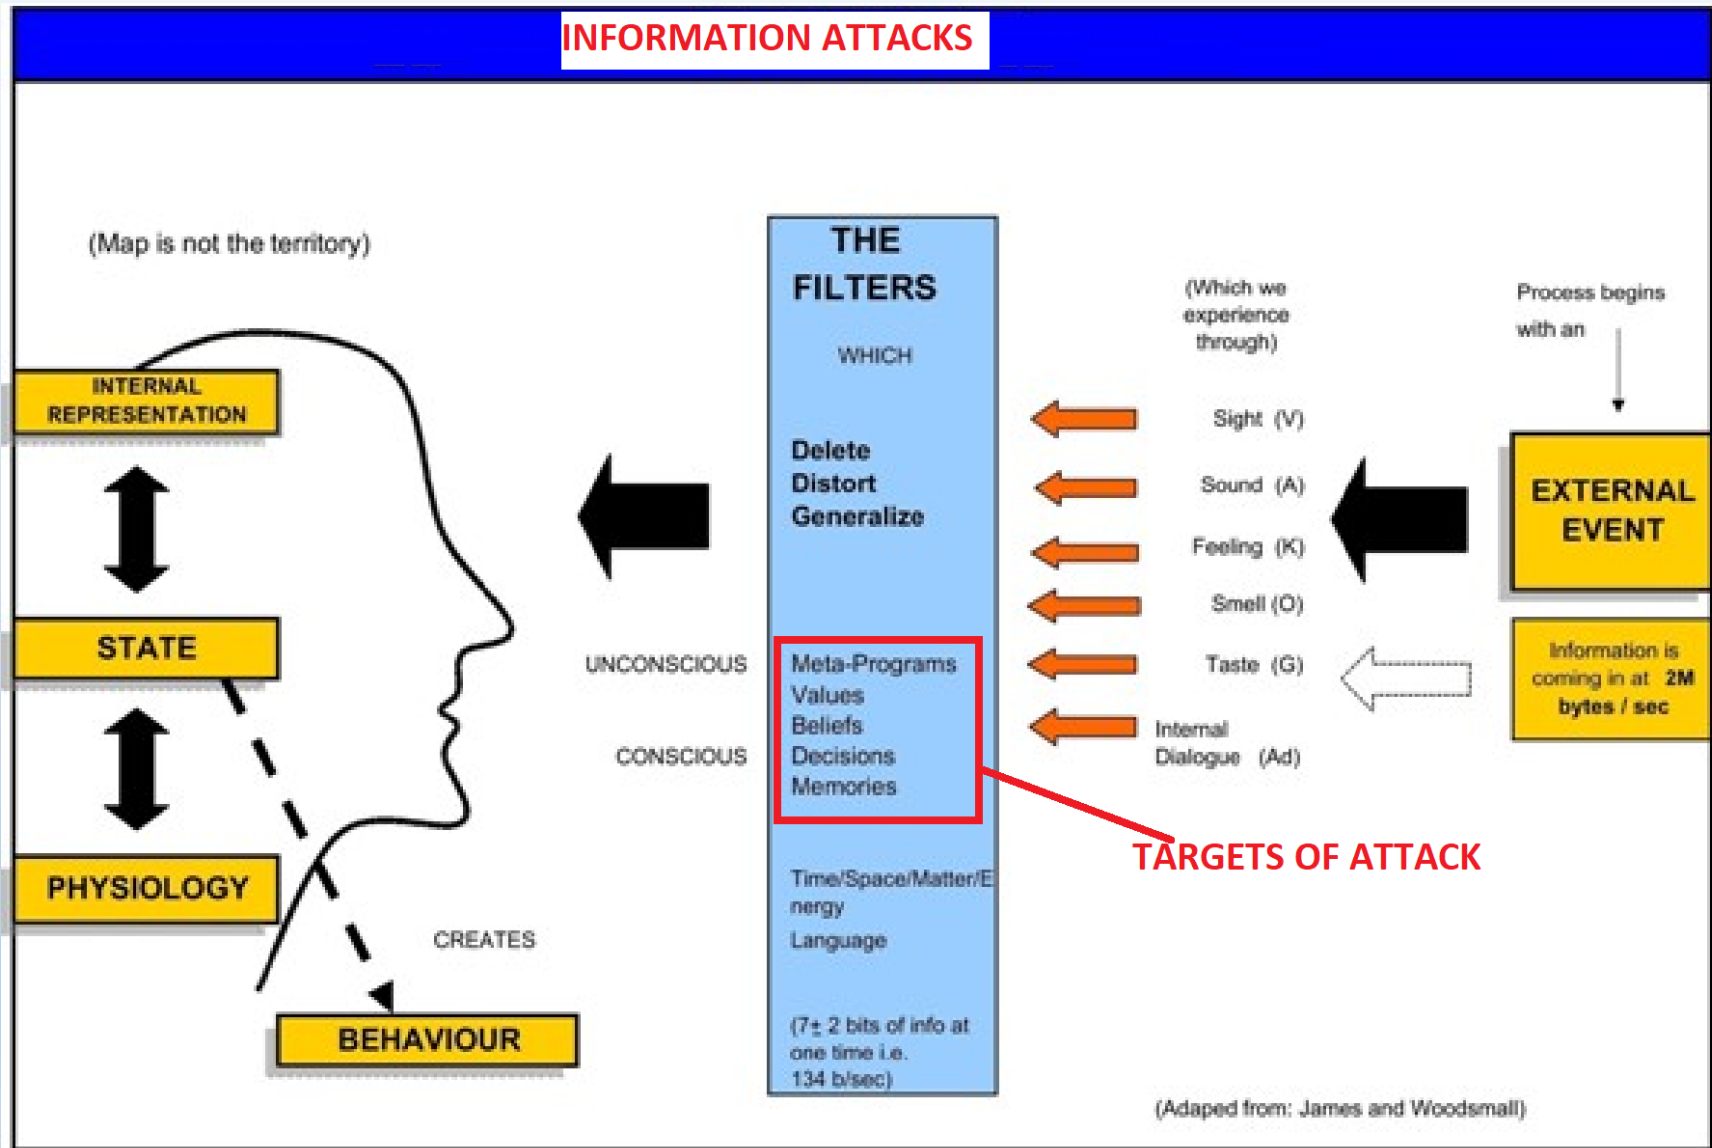 INFORMATION ATTACKS
(Map is not the territory)
INTERNAL
REPRESENTATION
STATE
PHYSIOLOGY
CREATES
BEHAVIOUR
UNCONSCIOUS
CONSCIOUS
THE
FILTERS
WHICH
Delete
Distort
Generalize
Meta-Programs
Values
Beliefs
Decisions
Memories
Time/Space/Matter/E
nergy
Language
(7± 2 bits of info at
one time i.e.
134 b/sec)
(Which we
experience
through)
Sight (V)
Sound (A)
Feeling (K)
Smell (O)
Taste (G)
Internal
Dialogue (Ad)
TARGETS OF ATTACK
Process begins
with an
EXTERNAL
EVENT
Information is
coming in at 2M
bytes / sec
(Adaped from: James and Woodsmall)